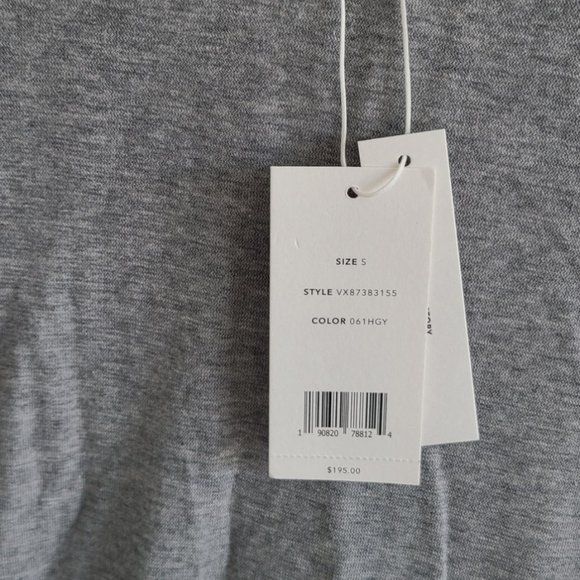 SIZE S
STYLE VX87383155
COLOR 061HGY
1 90820 78812 4
$195.00